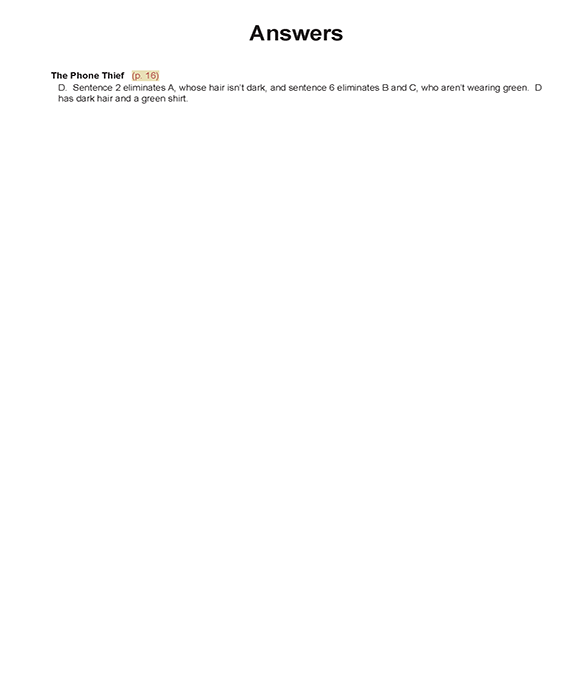 Answers
The Phone Thief (p. 16)
D. Sentence 2 eliminates A, whose hair isn't dark, and sentence 6 eliminates B and C, who aren't wearing green. D
has dark hair and a green shirt.